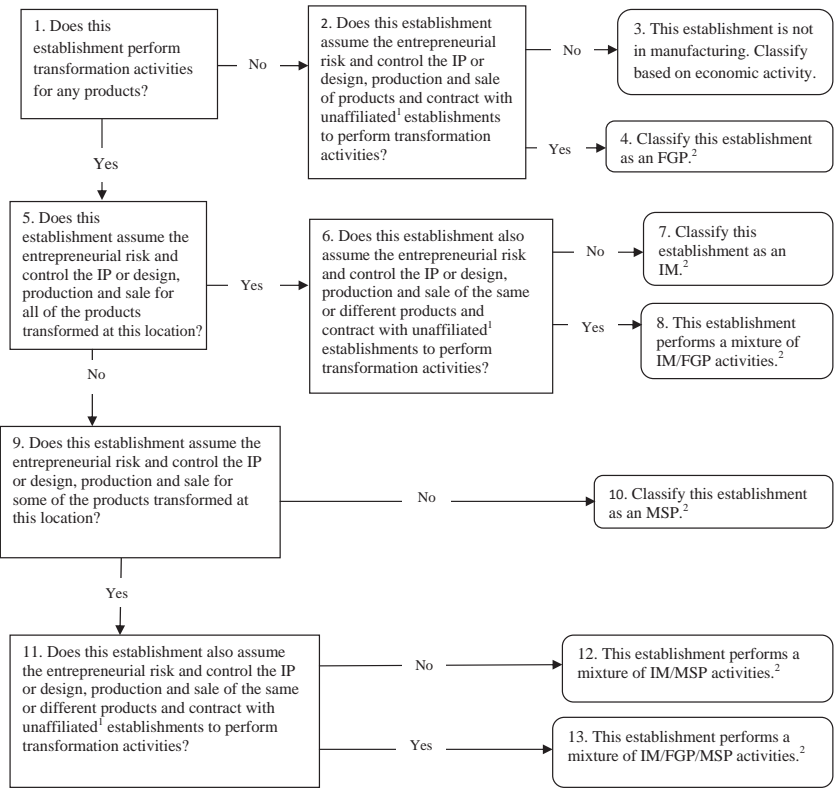 1. Does this
establishment perform
transformation activities
for any products?
No
2. Does this establishment
assume the entrepreneurial
risk and control the IP or
design, production and sale
of products and contract with
unaffiliated¹ establishments
to perform transformation
activities?
No
3. This establishment is not
in manufacturing. Classify
based on economic activity.
Yes
4. Classify this establishment
as an FGP.²
Yes
5. Does this
establishment assume the
entrepreneurial risk and
control the IP or design,
production and sale for
all of the products
transformed at this location?
Yes
6. Does this establishment also
assume the entrepreneurial risk
and control the IP or design,
production and sale of the same
or different products and
contract with unaffiliated¹
establishments to perform
transformation activities?
No
7. Classify this
establishment as an
IM.²
Yes
8. This establishment
performs a mixture of
IM/FGP activities.²
No
9. Does this establishment assume the
entrepreneurial risk and control the IP
or design, production and sale for
some of the products transformed at
this location?
No
10. Classify this establishment
as an MSP.²
Yes
11. Does this establishment also assume
the entrepreneurial risk and control the IP
or design, production and sale of the same
or different products and contract with
unaffiliated¹ establishments to perform
transformation activities?
No
12. This establishment performs a
mixture of IM/MSP activities.²
Yes
13. This establishment performs a
mixture of IM/FGP/MSP activities.²